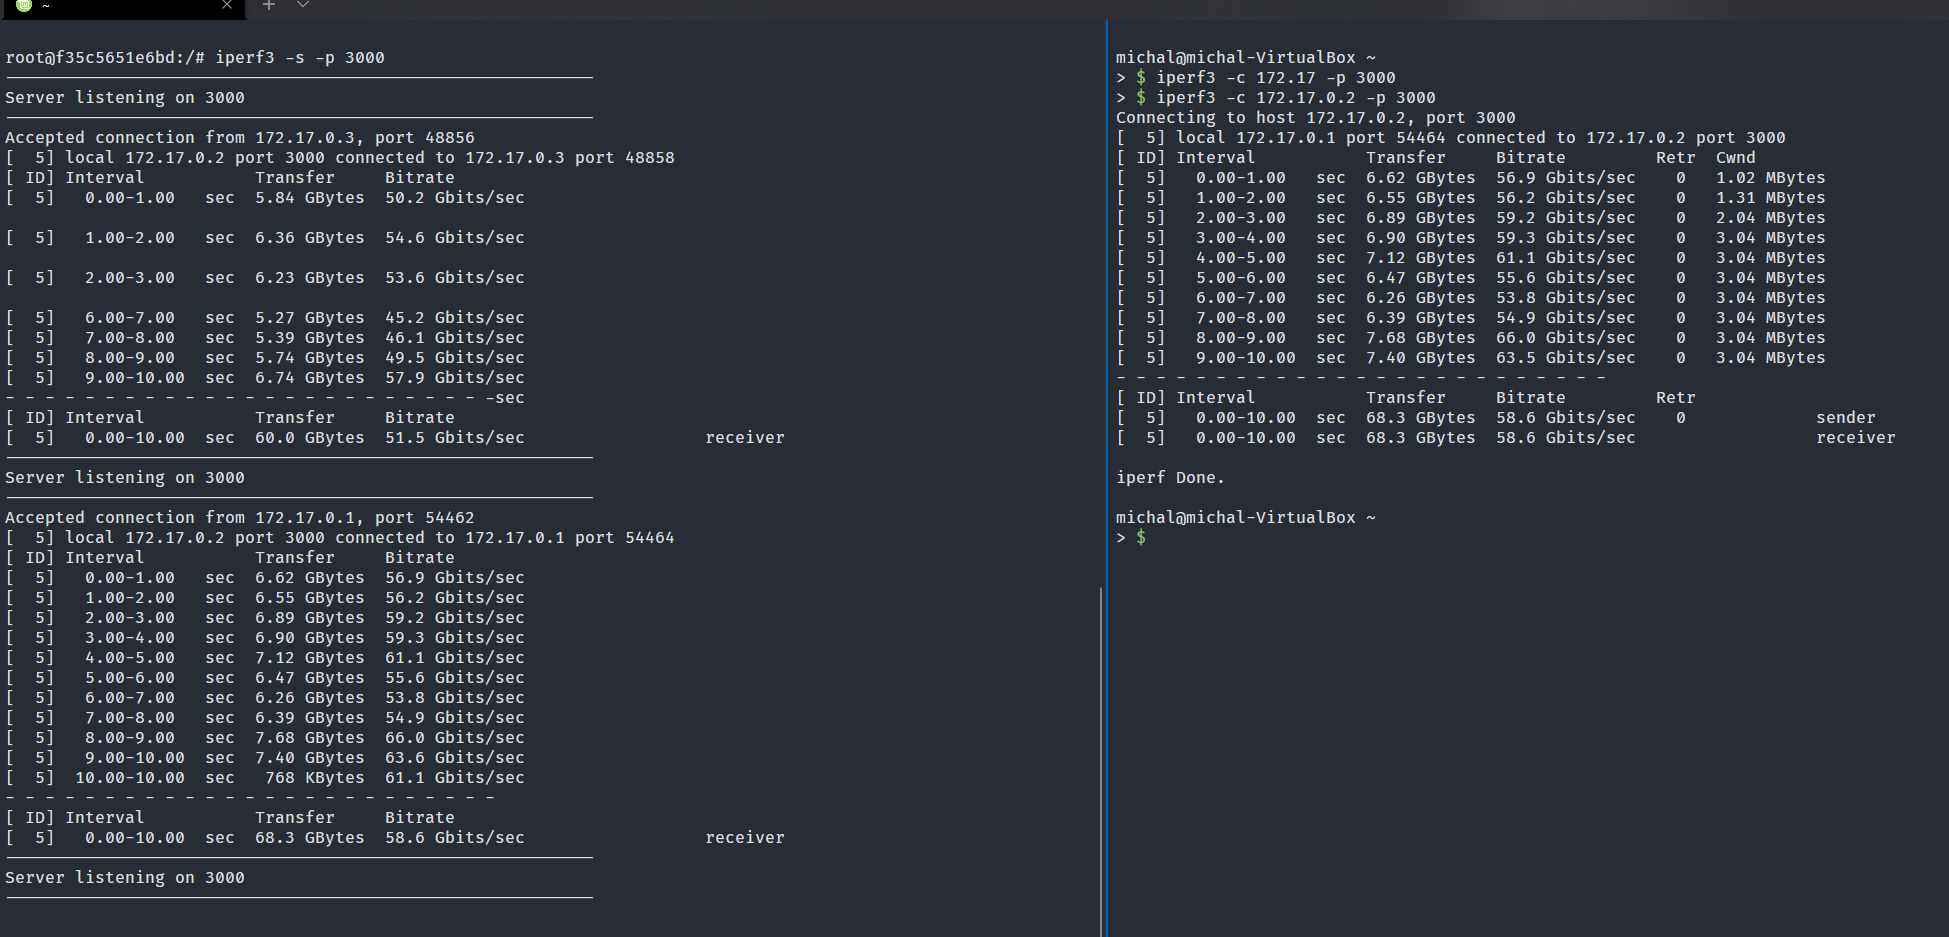 ~
root@f35c5651e6bd:/# iperf3 -s -p 3000
-----------------------------------------------------------
Server listening on 3000
-----------------------------------------------------------
Accepted connection from 172.17.0.3, port 48856
[  5] local 172.17.0.2 port 3000 connected to 172.17.0.3 port 48858
[ ID] Interval           Transfer     Bitrate
[  5]   0.00-1.00   sec  5.84 GBytes  50.2 Gbits/sec
[  5]   1.00-2.00   sec  6.36 GBytes  54.6 Gbits/sec
[  5]   2.00-3.00   sec  6.23 GBytes  53.6 Gbits/sec
[  5]   6.00-7.00   sec  5.27 GBytes  45.2 Gbits/sec
[  5]   7.00-8.00   sec  5.39 GBytes  46.1 Gbits/sec
[  5]   8.00-9.00   sec  5.74 GBytes  49.5 Gbits/sec
[  5]   9.00-10.00  sec  6.74 GBytes  57.9 Gbits/sec
- - - - - - - - - - - - - - - - - - - - - - - - -sec
[ ID] Interval           Transfer     Bitrate
[  5]   0.00-10.00  sec  60.0 GBytes  51.5 Gbits/sec                  receiver
-----------------------------------------------------------
Server listening on 3000
-----------------------------------------------------------
Accepted connection from 172.17.0.1, port 54462
[  5] local 172.17.0.2 port 3000 connected to 172.17.0.1 port 54464
[ ID] Interval           Transfer     Bitrate
[  5]   0.00-1.00   sec  6.62 GBytes  56.9 Gbits/sec
[  5]   1.00-2.00   sec  6.55 GBytes  56.2 Gbits/sec
[  5]   2.00-3.00   sec  6.89 GBytes  59.2 Gbits/sec
[  5]   3.00-4.00   sec  6.90 GBytes  59.3 Gbits/sec
[  5]   4.00-5.00   sec  7.12 GBytes  61.1 Gbits/sec
[  5]   5.00-6.00   sec  6.47 GBytes  55.6 Gbits/sec
[  5]   6.00-7.00   sec  6.26 GBytes  53.8 Gbits/sec
[  5]   7.00-8.00   sec  6.39 GBytes  54.9 Gbits/sec
[  5]   8.00-9.00   sec  7.68 GBytes  66.0 Gbits/sec
[  5]   9.00-10.00  sec  7.40 GBytes  63.6 Gbits/sec
[  5]  10.00-10.00  sec   768 KBytes  61.1 Gbits/sec
- - - - - - - - - - - - - - - - - - - - - - - - -
[ ID] Interval           Transfer     Bitrate
[  5]   0.00-10.00  sec  68.3 GBytes  58.6 Gbits/sec                  receiver
-----------------------------------------------------------
Server listening on 3000
-----------------------------------------------------------
michal@michal-VirtualBox ~
> $ iperf3 -c 172.17 -p 3000
> $ iperf3 -c 172.17.0.2 -p 3000
Connecting to host 172.17.0.2, port 3000
[  5] local 172.17.0.1 port 54464 connected to 172.17.0.2 port 3000
[ ID] Interval           Transfer     Bitrate         Retr  Cwnd
[  5]   0.00-1.00   sec  6.62 GBytes  56.9 Gbits/sec    0   1.02 MBytes
[  5]   1.00-2.00   sec  6.55 GBytes  56.2 Gbits/sec    0   1.31 MBytes
[  5]   2.00-3.00   sec  6.89 GBytes  59.2 Gbits/sec    0   2.04 MBytes
[  5]   3.00-4.00   sec  6.90 GBytes  59.3 Gbits/sec    0   3.04 MBytes
[  5]   4.00-5.00   sec  7.12 GBytes  61.1 Gbits/sec    0   3.04 MBytes
[  5]   5.00-6.00   sec  6.47 GBytes  55.6 Gbits/sec    0   3.04 MBytes
[  5]   6.00-7.00   sec  6.26 GBytes  53.8 Gbits/sec    0   3.04 MBytes
[  5]   7.00-8.00   sec  6.39 GBytes  54.9 Gbits/sec    0   3.04 MBytes
[  5]   8.00-9.00   sec  7.68 GBytes  66.0 Gbits/sec    0   3.04 MBytes
[  5]   9.00-10.00  sec  7.40 GBytes  63.5 Gbits/sec    0   3.04 MBytes
- - - - - - - - - - - - - - - - - - - - - - - - -
[ ID] Interval           Transfer     Bitrate         Retr
[  5]   0.00-10.00  sec  68.3 GBytes  58.6 Gbits/sec    0             sender
[  5]   0.00-10.00  sec  68.3 GBytes  58.6 Gbits/sec                  receiver
iperf Done.
michal@michal-VirtualBox ~
> $